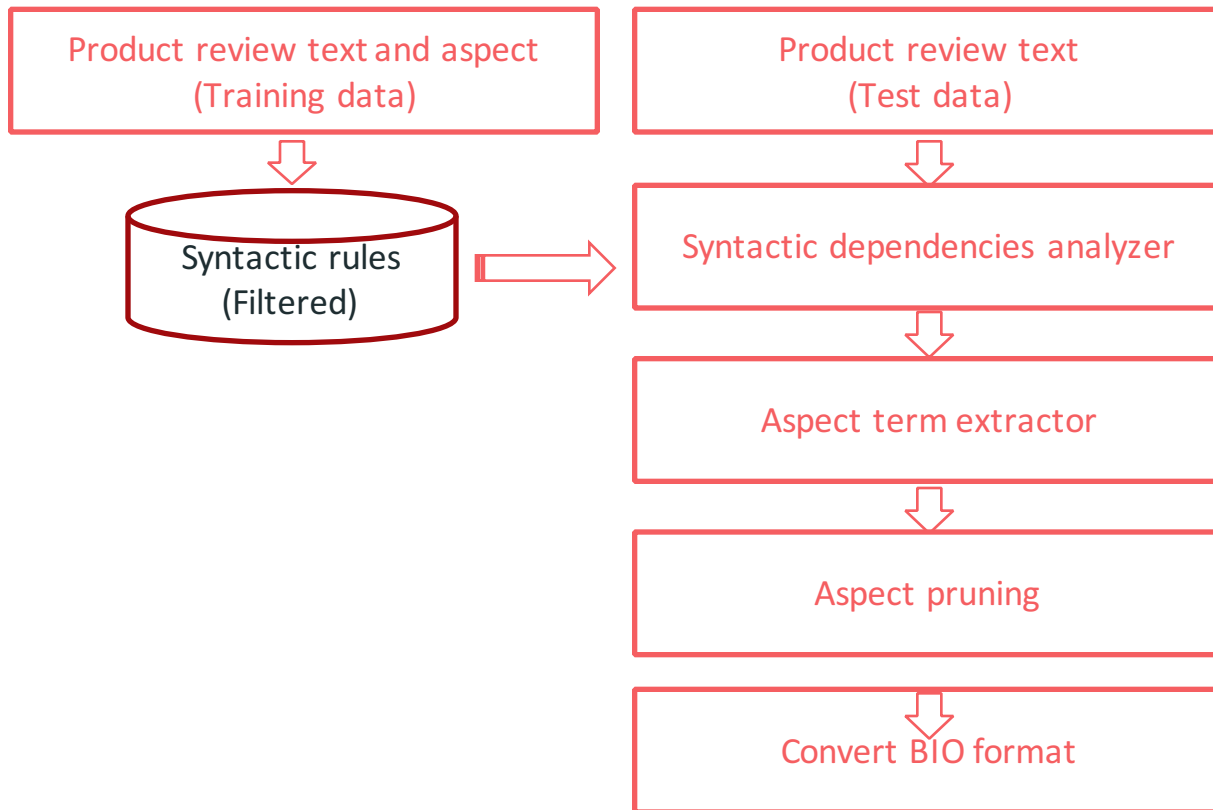 Product review text and aspect
(Training data)
Product review text
(Test data)
Syntactic rules
(Filtered)
Syntactic dependencies analyzer
Aspect term extractor
Aspect pruning
Convert BIO format